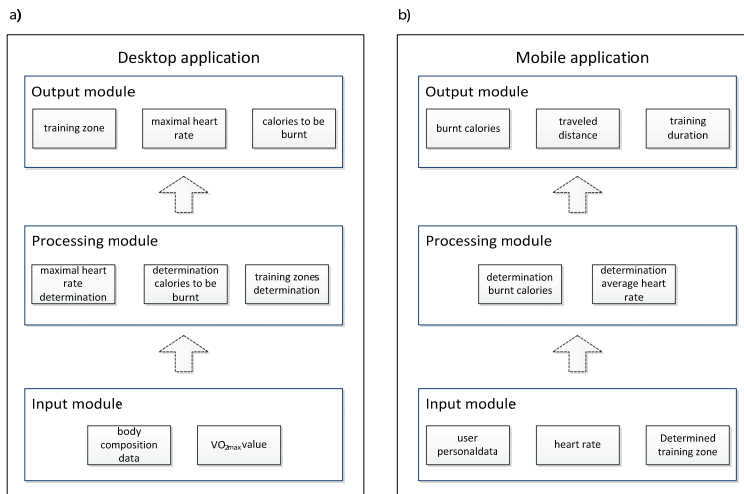 a)
Desktop application
Output module
training zone
maximal heart
rate
calories to be
burnt
Processing module
maximal heart
rate
determination
determination
calories to be
burnt
training zones
determination
Input module
body
composition
data
VO2max value
b)
Mobile application
Output module
burnt calories
traveled
distance
training
duration
Processing module
determination
burnt calories
determination
average heart
rate
Input module
user
personaldata
heart rate
Determined
training zone